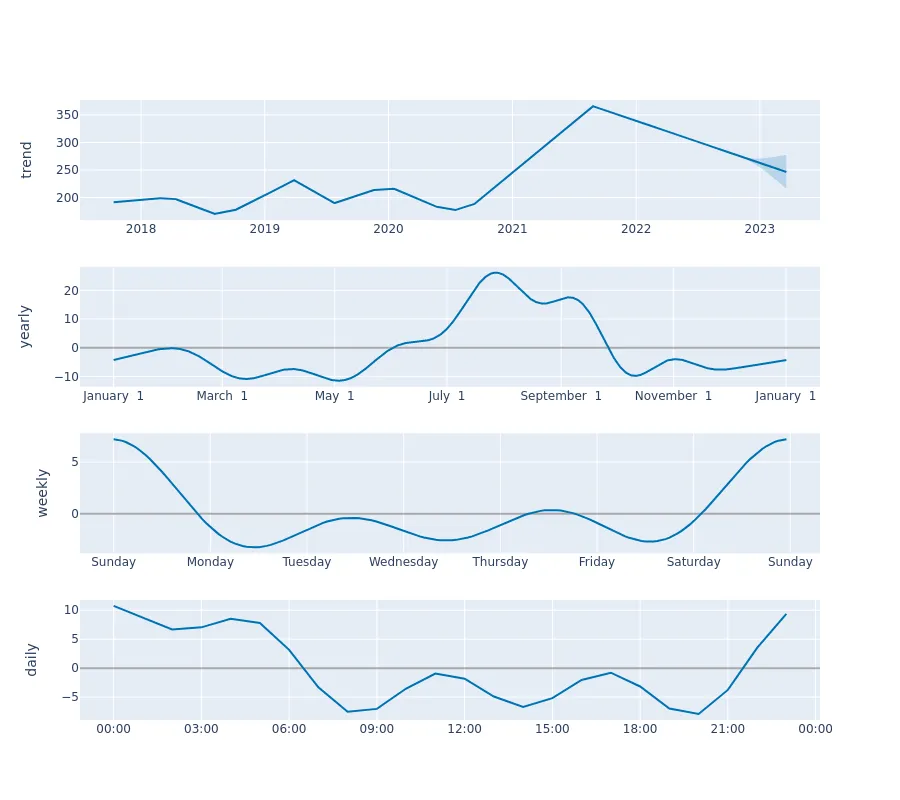 trend
350
300
250
200
2018 2019 2020 2021 2022 2023
yearly
20
10
0
−10
January 1 March 1 May 1 July 1 September 1 November 1 January 1
weekly
5
0
Sunday Monday Tuesday Wednesday Thursday Friday Saturday Sunday
daily
10
5
0
−5
00:00 03:00 06:00 09:00 12:00 15:00 18:00 21:00 00:00